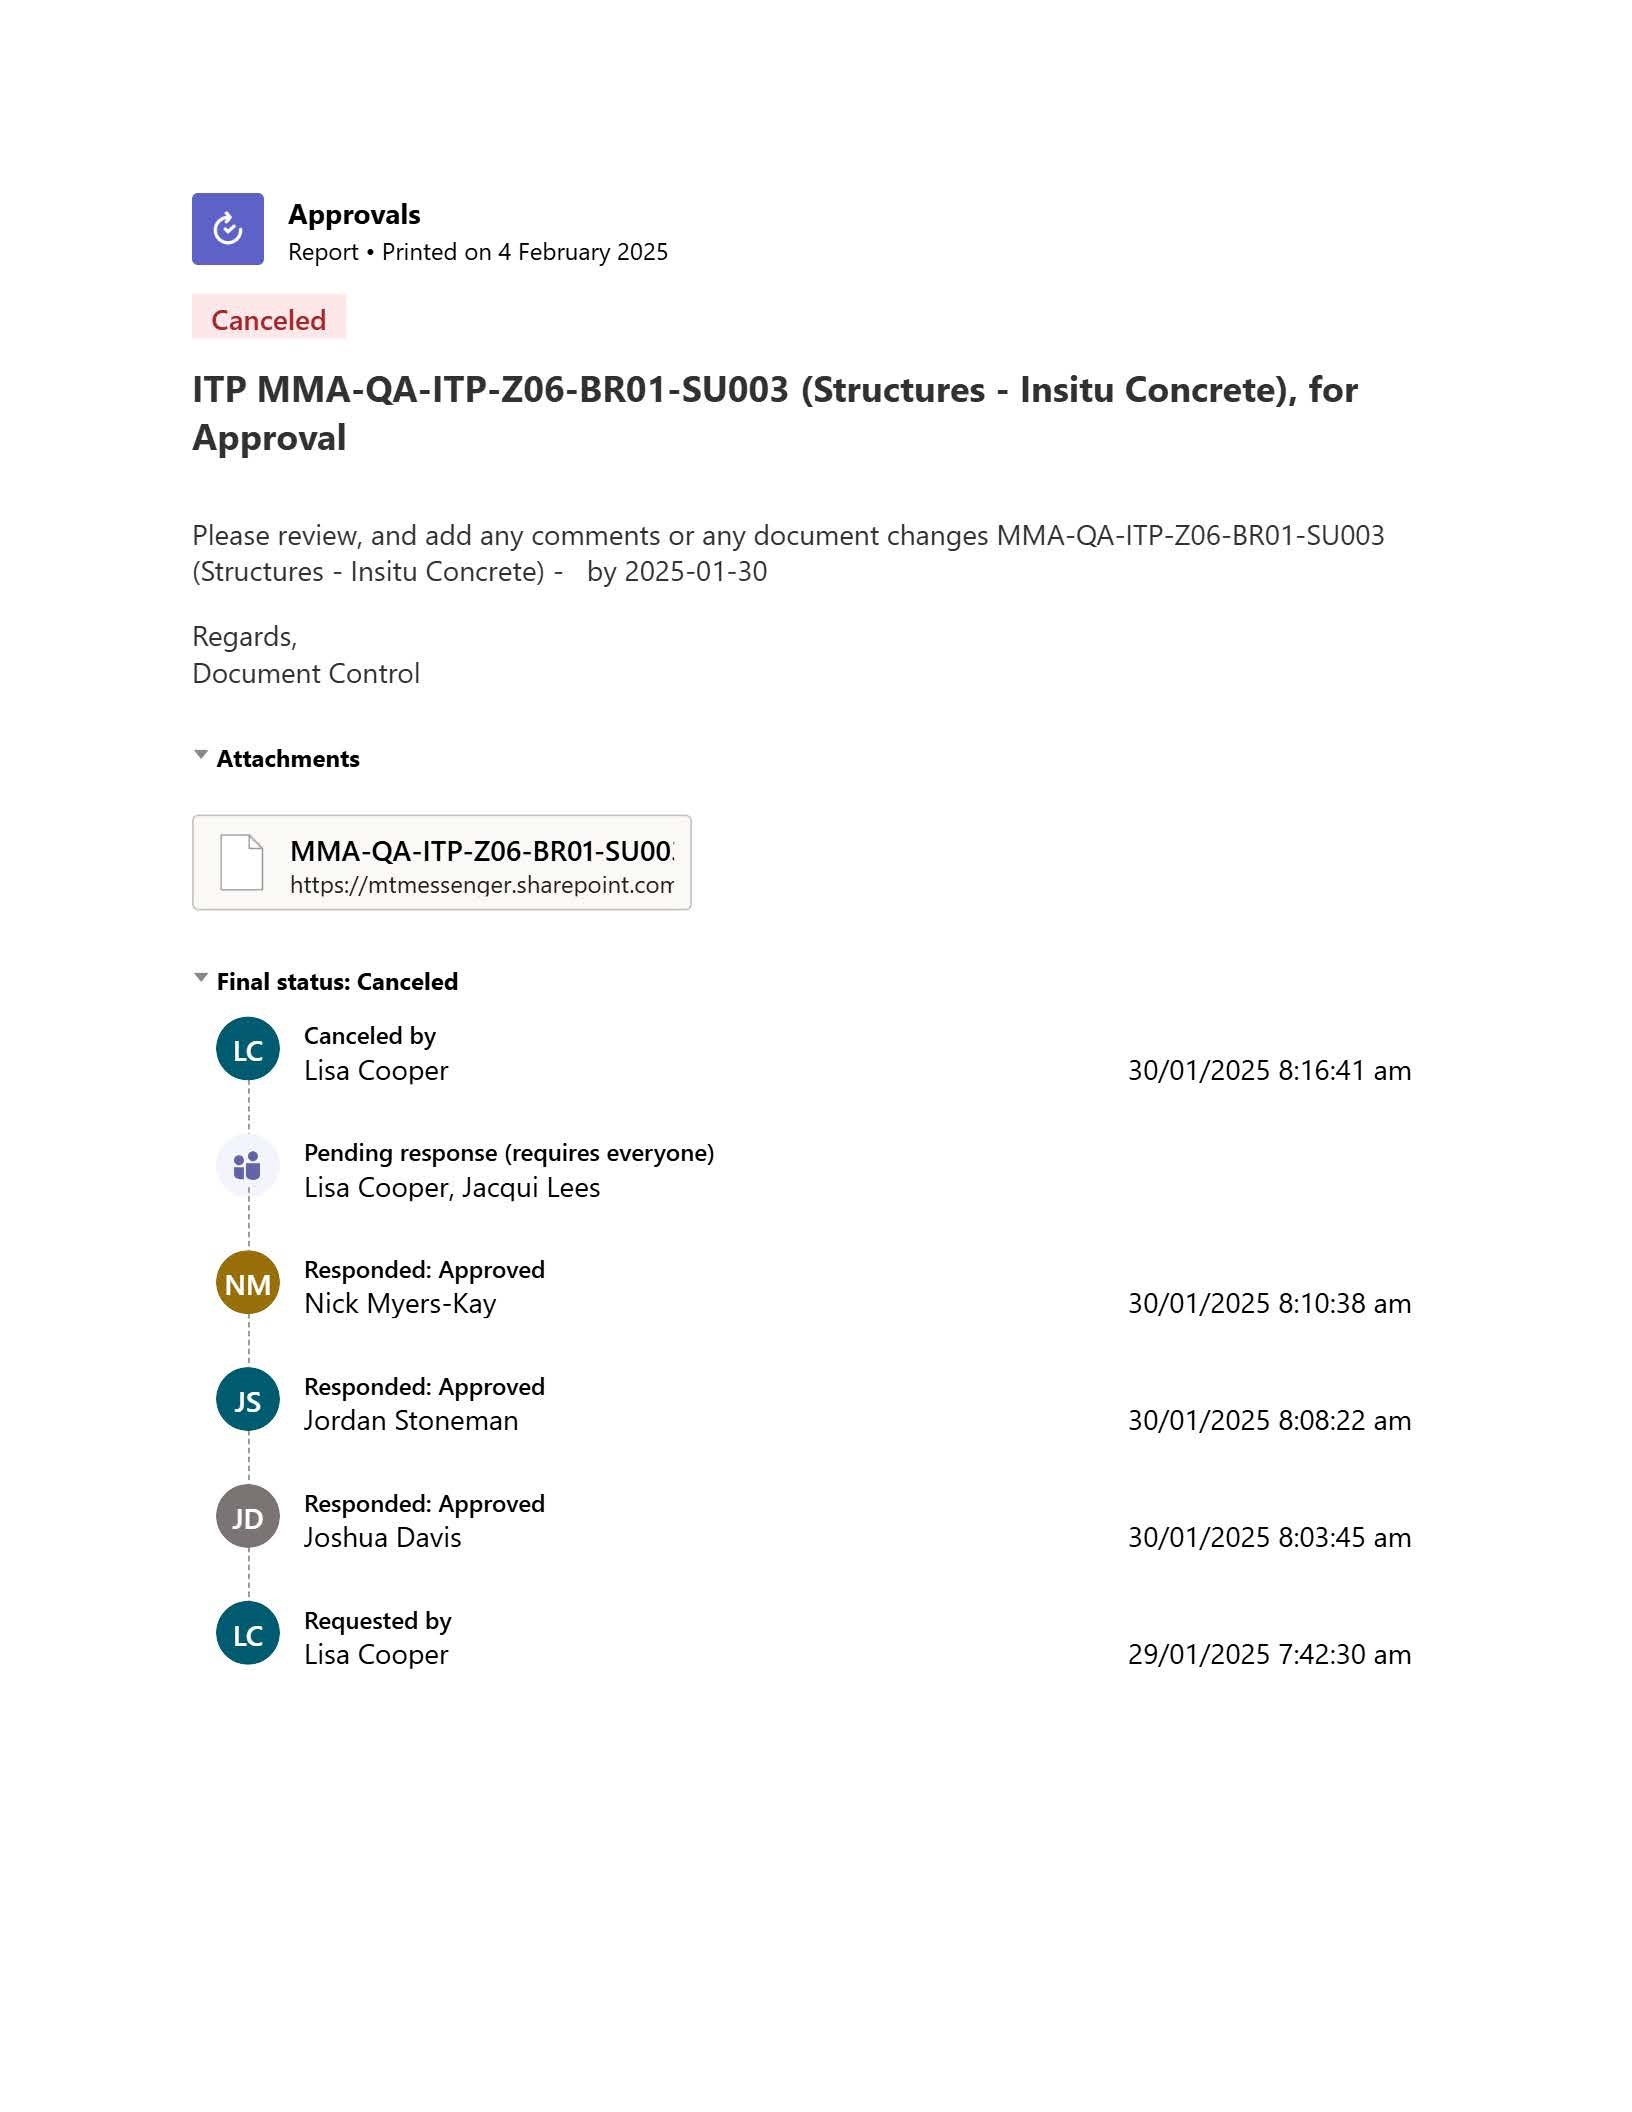 Approvals
Report • Printed on 4 February 2025
Canceled
ITP MMA-QA-ITP-Z06-BR01-SU003 (Structures - Insitu Concrete), for
Approval
Please review, and add any comments or any document changes MMA-QA-ITP-Z06-BR01-SU003
(Structures - Insitu Concrete) -   by 2025-01-30
Regards,
Document Control
Attachments
MMA-QA-ITP-Z06-BR01-SU00
https://mtmessenger.sharepoint.com
Final status: Canceled
LC
Canceled by
Lisa Cooper
30/01/2025 8:16:41 am
Pending response (requires everyone)
Lisa Cooper, Jacqui Lees
NM
Responded: Approved
Nick Myers-Kay
30/01/2025 8:10:38 am
JS
Responded: Approved
Jordan Stoneman
30/01/2025 8:08:22 am
JD
Responded: Approved
Joshua Davis
30/01/2025 8:03:45 am
LC
Requested by
Lisa Cooper
29/01/2025 7:42:30 am